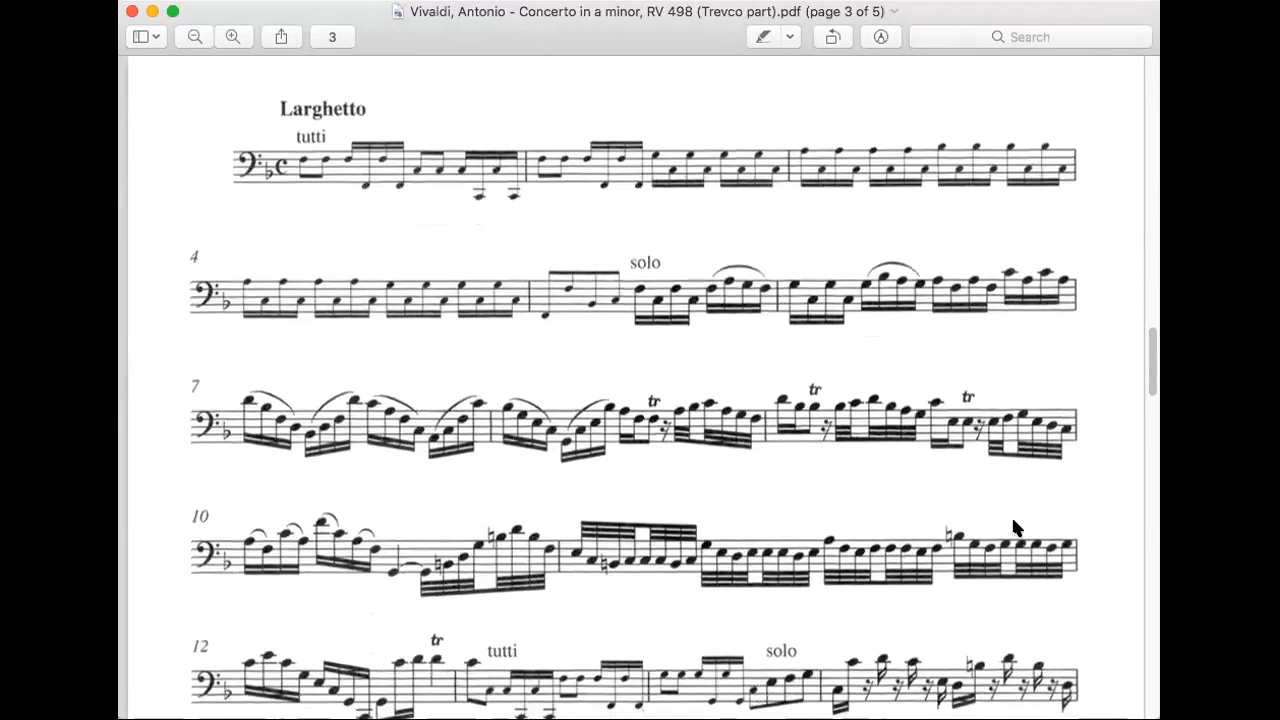 Vivaldi, Antonio - Concerto in a minor, RV 498 (Trevco part).pdf (page 3 of 5)
3
Search
Larghetto
tutti
4
solo
7
tr
tr
tr
10
12
tr
tutti
solo